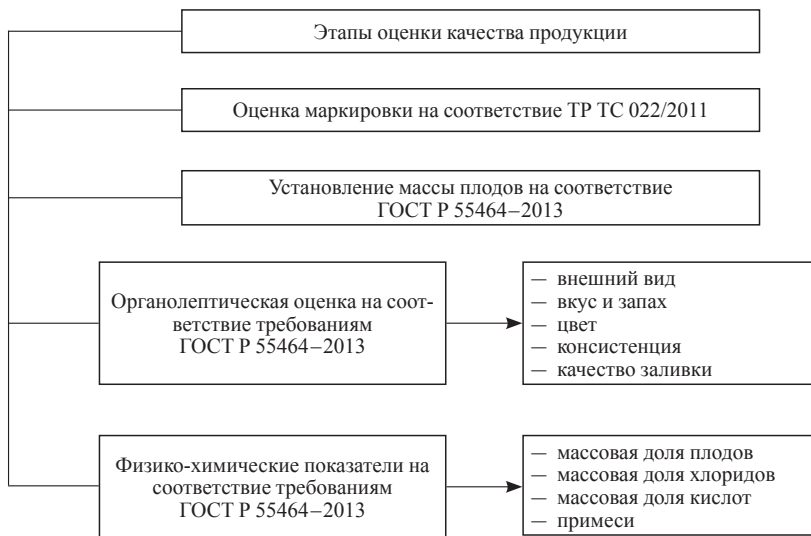 Этапы оценки качества продукции
Оценка маркировки на соответствие ТР ТС 022/2011
Установление массы плодов на соответствие
ГОСТ Р 55464–2013
Органолептическая оценка на соот-
ветствие требованиям
ГОСТ Р 55464–2013
— внешний вид
— вкус и запах
— цвет
— консистенция
— качество заливки
Физико-химические показатели на
соответствие требованиям
ГОСТ Р 55464–2013
— массовая доля плодов
— массовая доля хлоридов
— массовая доля кислот
— примеси